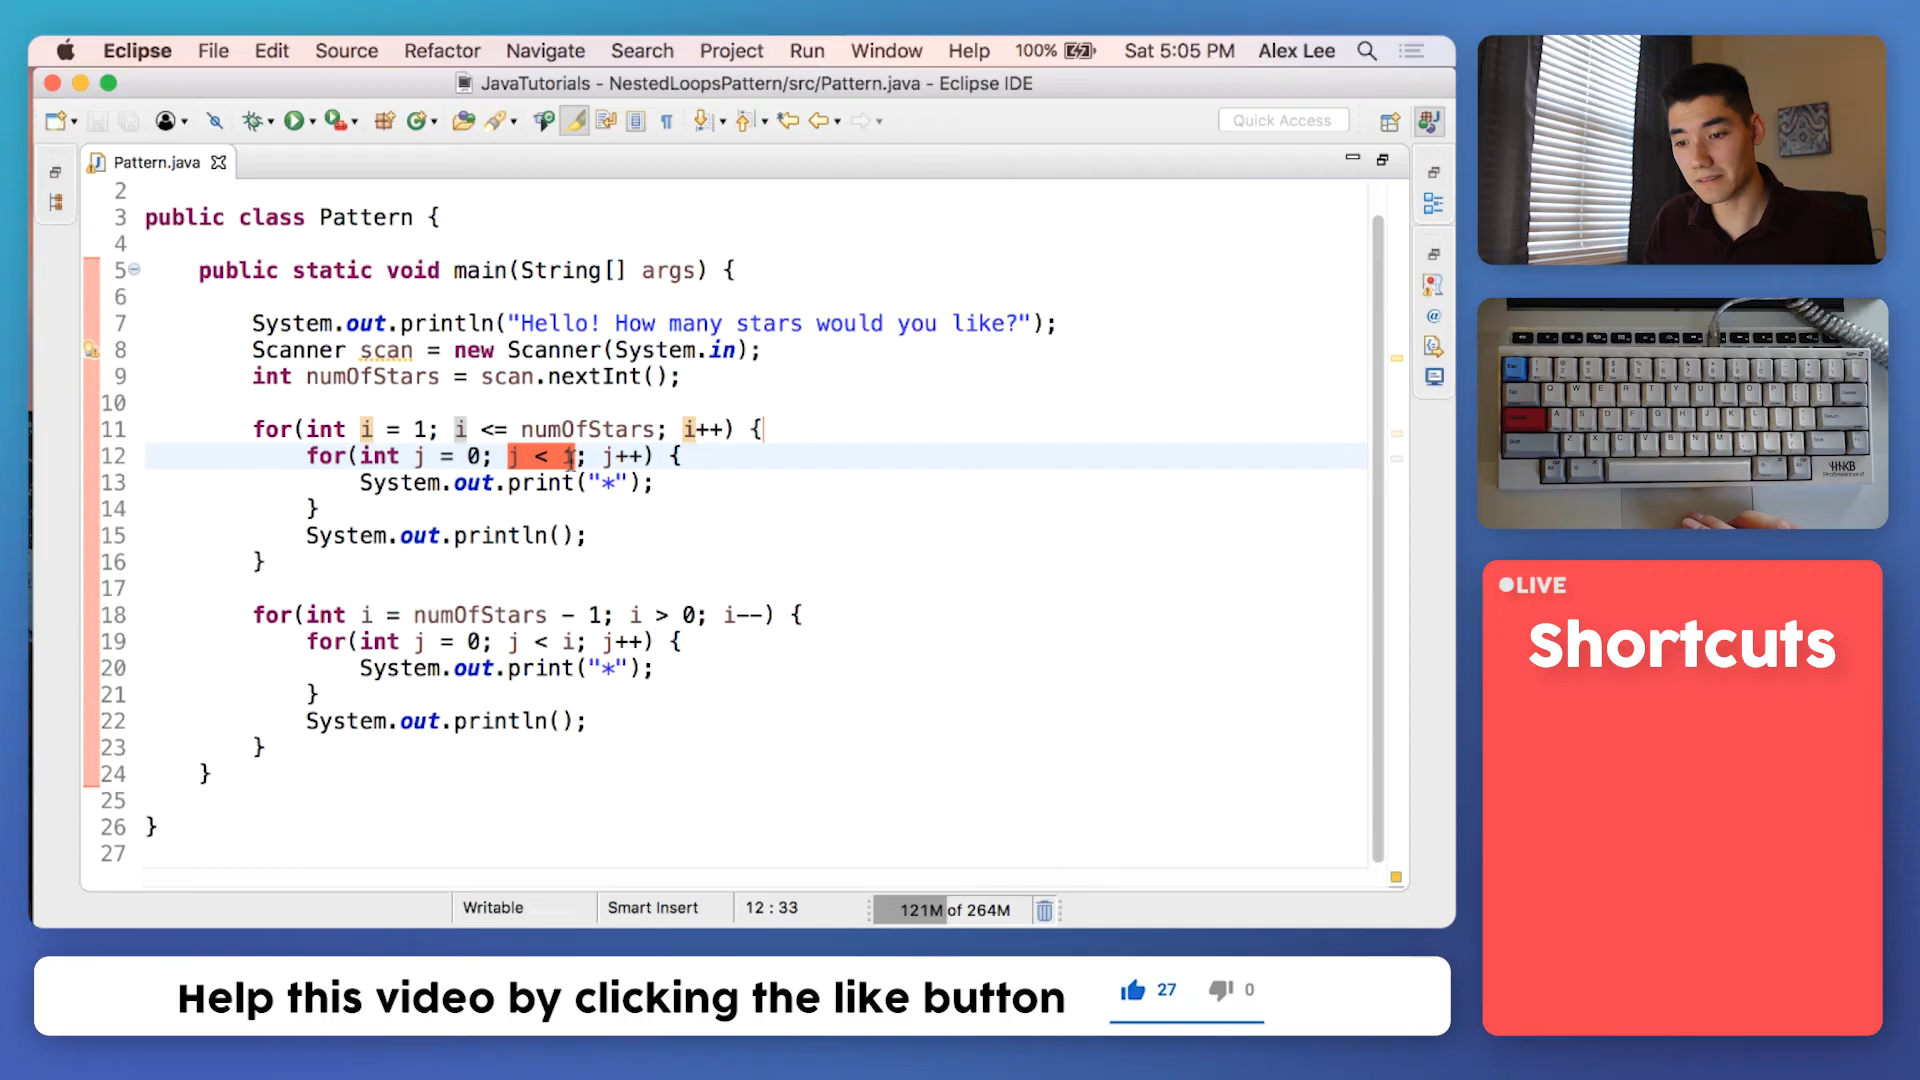 Eclipse File Edit Source Refactor Navigate Search Project Run Window Help 100% Sat 5:05 PM Alex Lee
JavaTutorials - NestedLoopsPattern/src/Pattern.java - Eclipse IDE
Quick Access
Pattern.java
2
3 public class Pattern {
4
5 public static void main(String[] args) {
6
7 System.out.println("Hello! How many stars would you like?");
8 Scanner scan = new Scanner(System.in);
9 int numOfStars = scan.nextInt();
10
11 for(int i = 1; i <= numOfStars; i++) {
12 for(int j = 0; j < i; j++) {
13 System.out.print("*");
14 }
15 System.out.println();
16 }
17
18 for(int i = numOfStars - 1; i > 0; i--) {
19 for(int j = 0; j < i; j++) {
20 System.out.print("*");
21 }
22 System.out.println();
23 }
24 }
25
26 }
27
Writable Smart Insert 12 : 33 121M of 264M
Help this video by clicking the like button 27 0
LIVE
Shortcuts